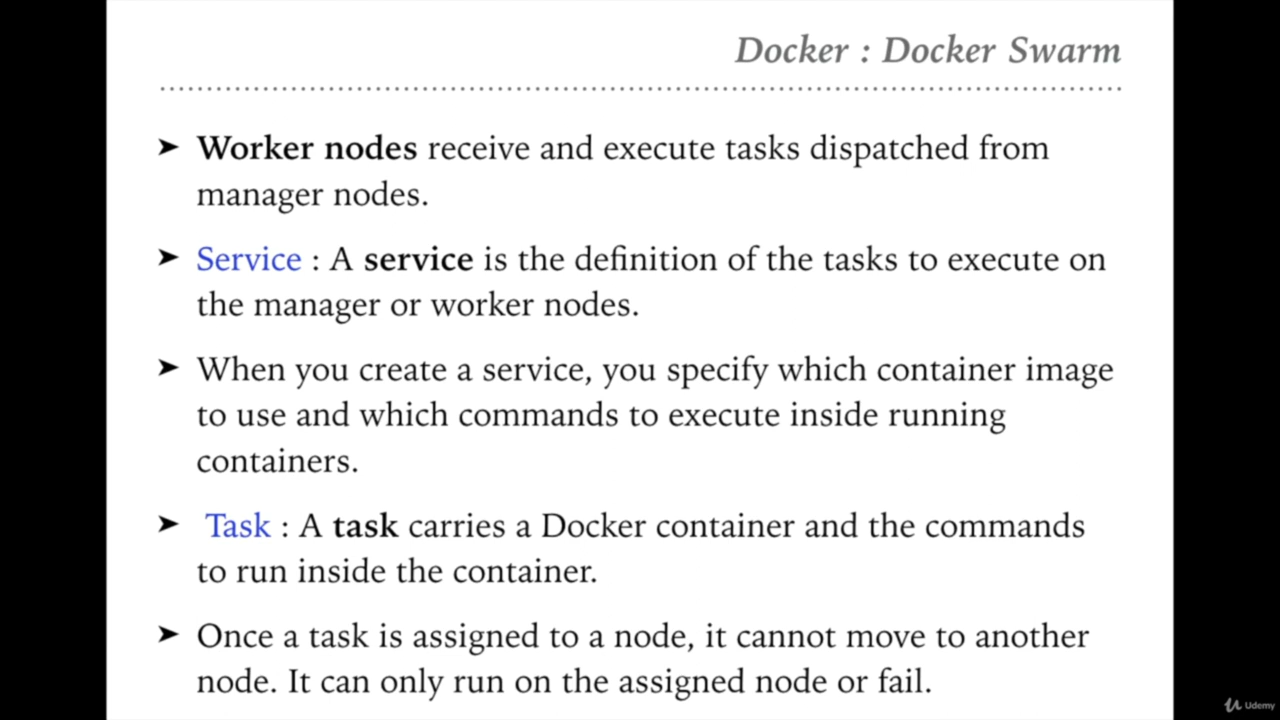 Docker : Docker Swarm
➤ Worker nodes receive and execute tasks dispatched from
manager nodes.
➤ Service : A service is the definition of the tasks to execute on
the manager or worker nodes.
➤ When you create a service, you specify which container image
to use and which commands to execute inside running
containers.
➤ Task : A task carries a Docker container and the commands
to run inside the container.
➤ Once a task is assigned to a node, it cannot move to another
node. It can only run on the assigned node or fail.
Udemy